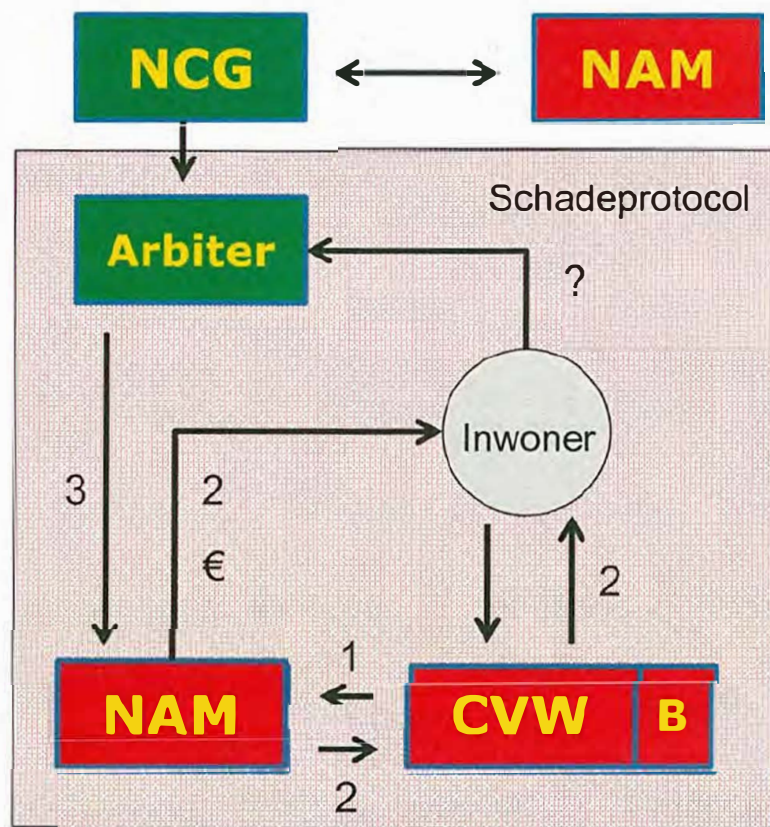 NCG
NAM
Schadeprotocol
Arbiter
?
Inwoner
3
2
€
2
1
NAM
CVW
B
2